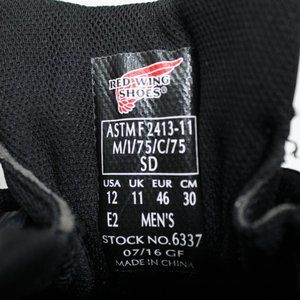 RED WING
SHOES®
ASTM F 2413-11
M/I/75/C/75
SD
USA UK EUR CM
12 11 46 30
E2 MEN'S
STOCK NO.6337
07/16 GF
MADE IN CHINA